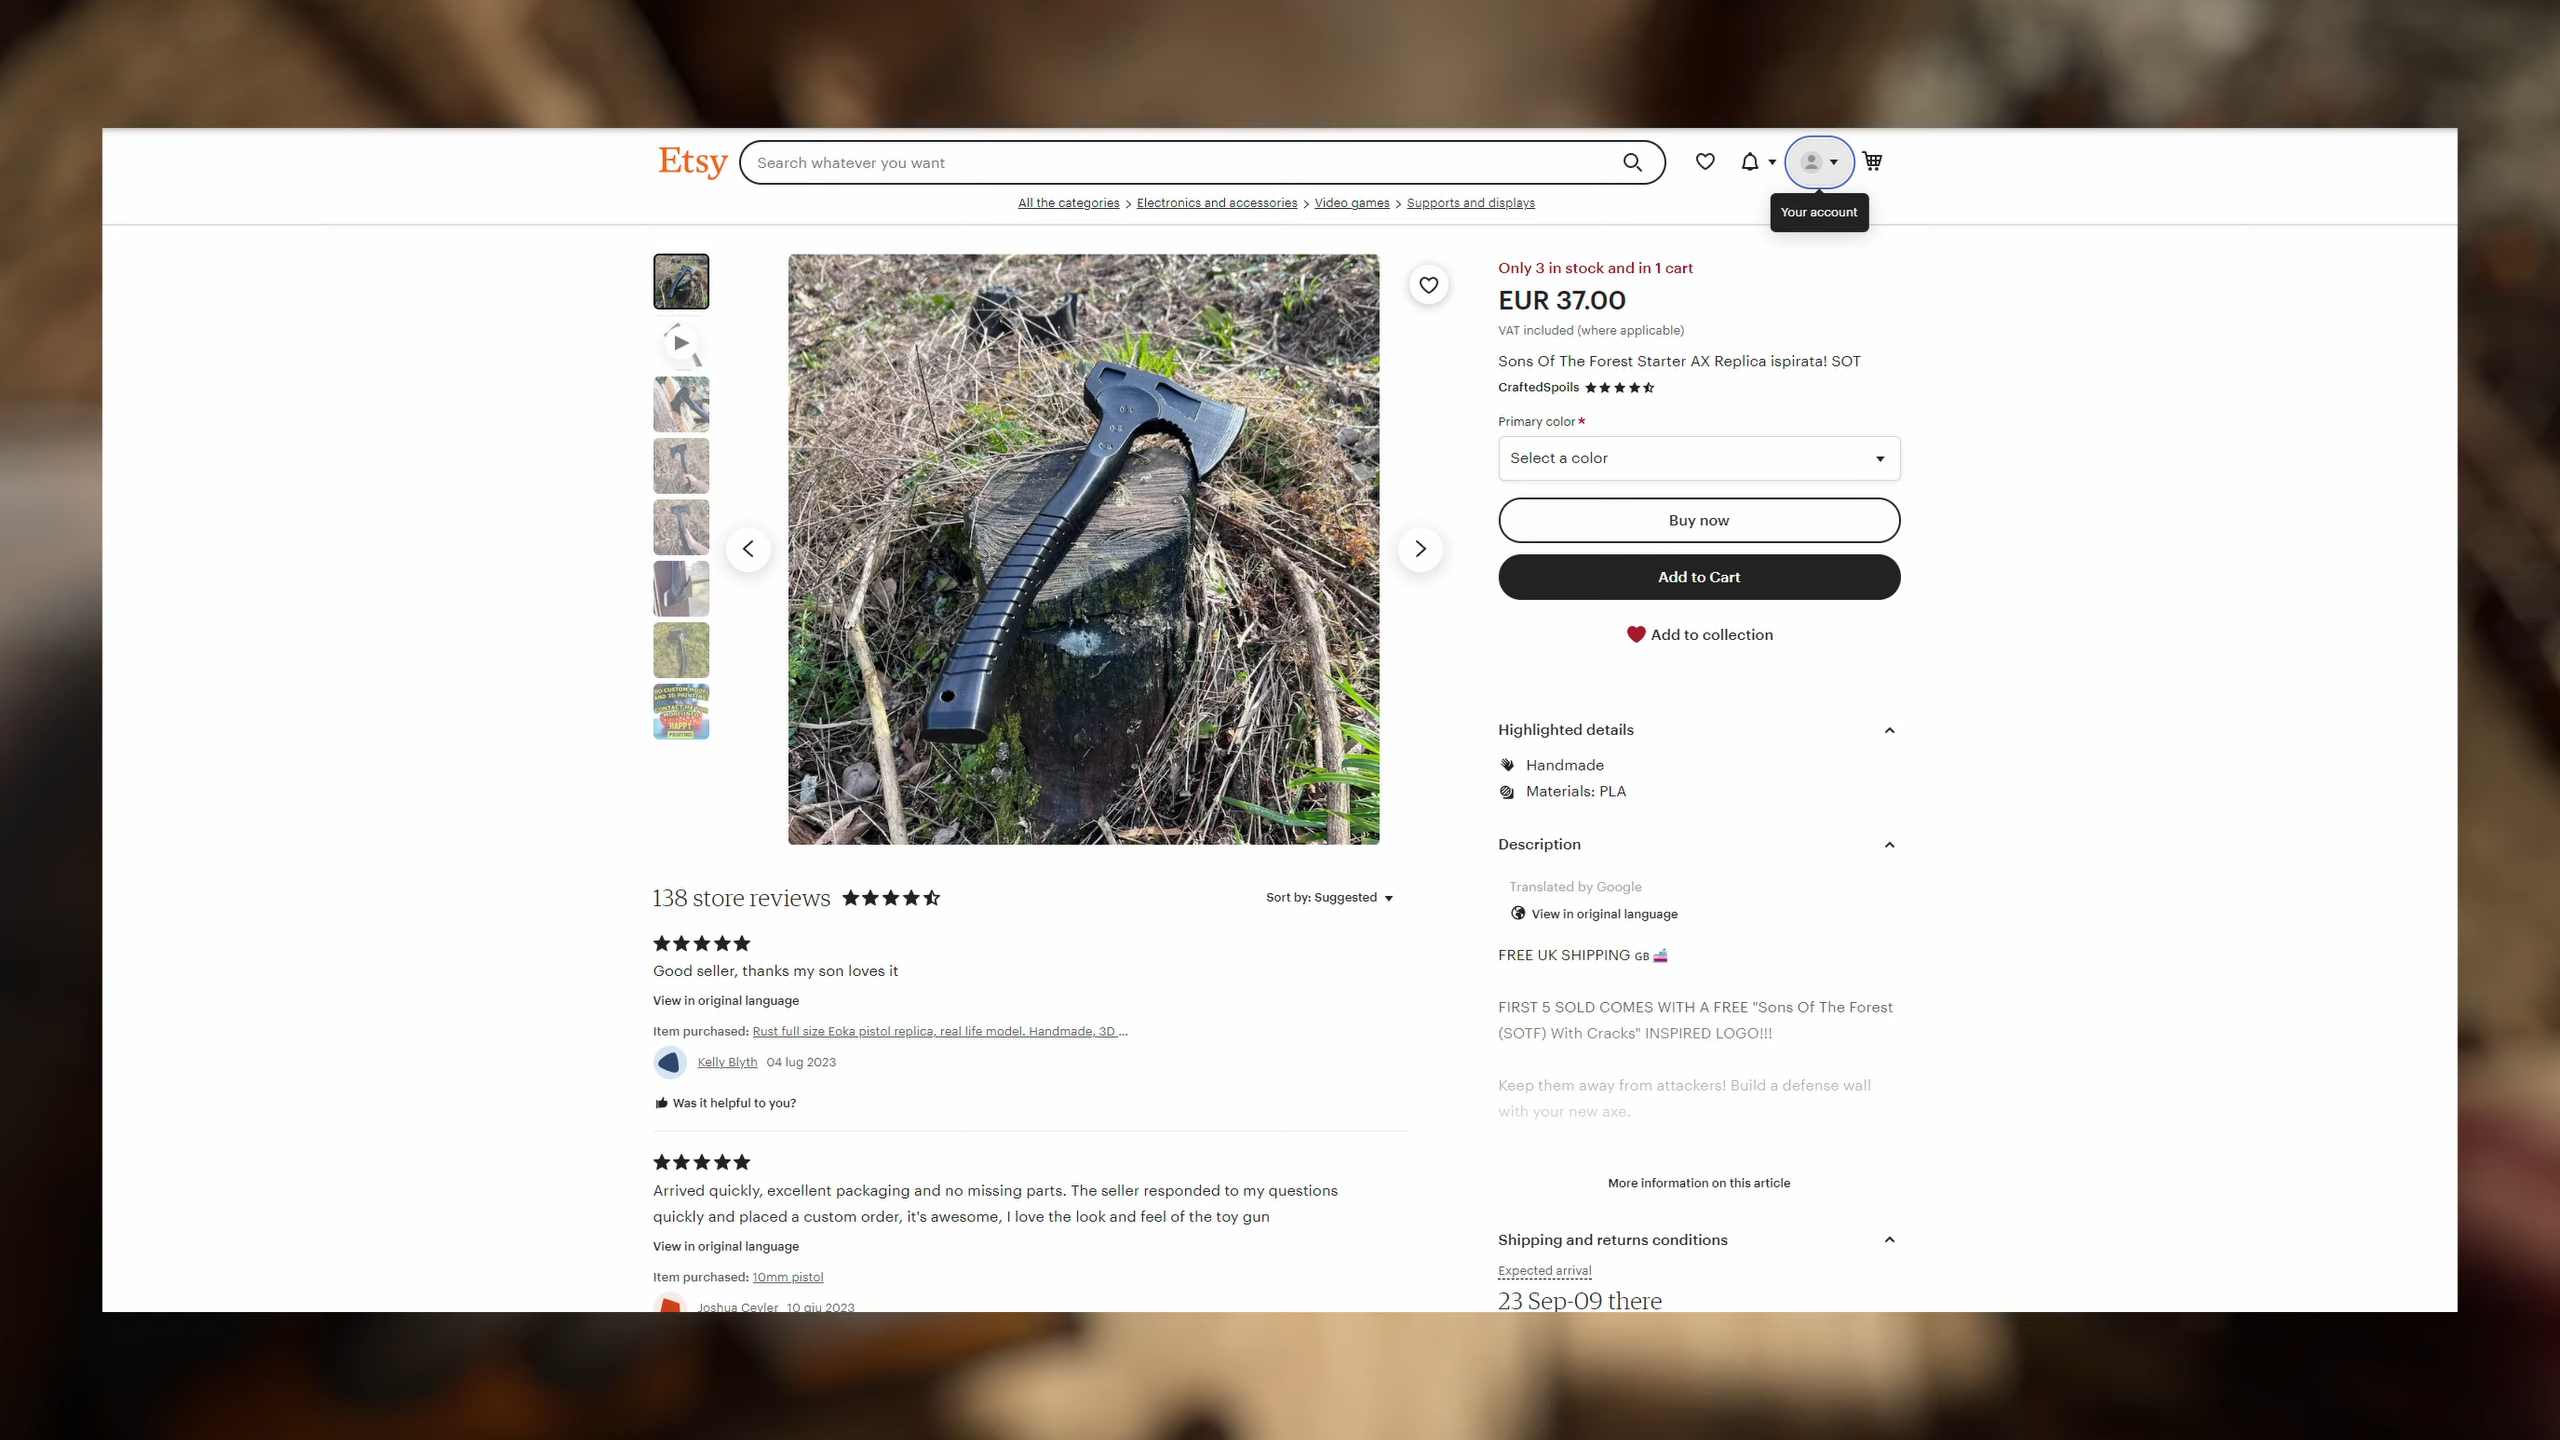 Etsy
Search whatever you want
All the categories > Electronics and accessories > Video games > Supports and displays
Your account
Only 3 in stock and in 1 cart
EUR 37.00
VAT included (where applicable)
Sons Of The Forest Starter AX Replica ispirata! SOT
CraftedSpoils
Primary color*
Select a color
Buy now
Add to Cart
Add to collection
Highlighted details
Handmade
Materials: PLA
Description
Translated by Google
View in original language
FREE UK SHIPPING GB
FIRST 5 SOLD COMES WITH A FREE "Sons Of The Forest
(SOTF) With Cracks" INSPIRED LOGO!!!
Keep them away from attackers! Build a defense wall
with your new axe.
More information on this article
Shipping and returns conditions
Expected arrival
23 Sep-09 there
CUSTOM MODEL
AND 3D PRINTING
CONTACT ME
HAPPY
PRINTING
138 store reviews
Sort by: Suggested
Good seller, thanks my son loves it
View in original language
Item purchased: Rust full size Eoka pistol replica, real life model. Handmade, 3D ...
Kelly Blyth 04 lug 2023
Was it helpful to you?
Arrived quickly, excellent packaging and no missing parts. The seller responded to my questions
quickly and placed a custom order, it's awesome, I love the look and feel of the toy gun
View in original language
Item purchased: 10mm pistol
Joshua Cevler 10 giu 2023